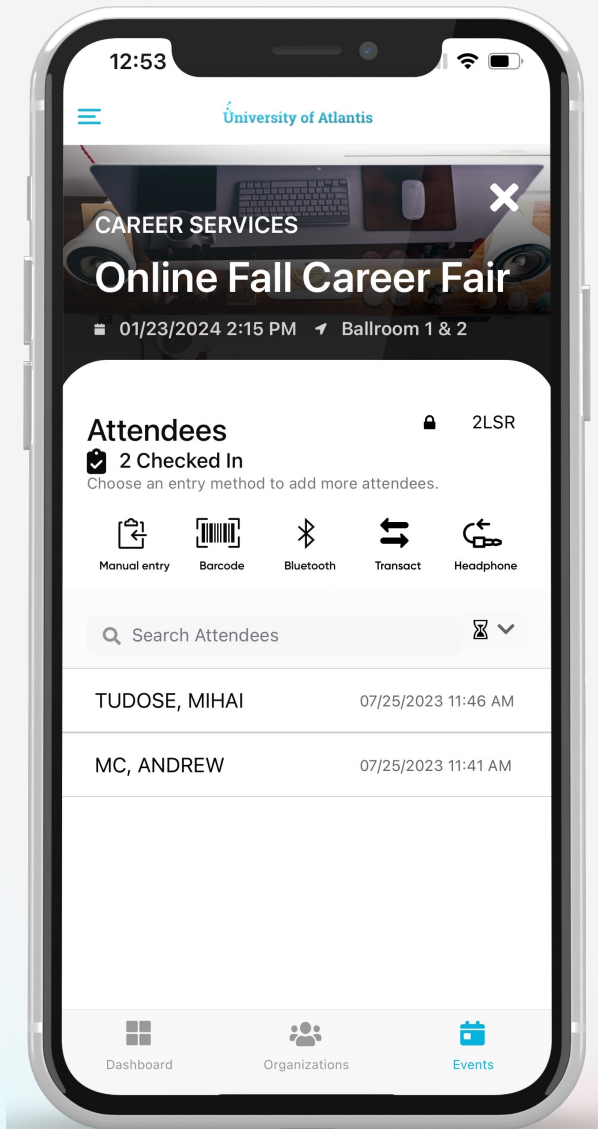 12:53
University of Atlantis
CAREER SERVICES
Online Fall Career Fair
01/23/2024 2:15 PM Ballroom 1 & 2
Attendees 2LSR
2 Checked In
Choose an entry method to add more attendees.
Manual entry Barcode Bluetooth Transact Headphone
Search Attendees
TUDOSE, MIHAI 07/25/2023 11:46 AM
MC, ANDREW 07/25/2023 11:41 AM
Dashboard Organizations Events